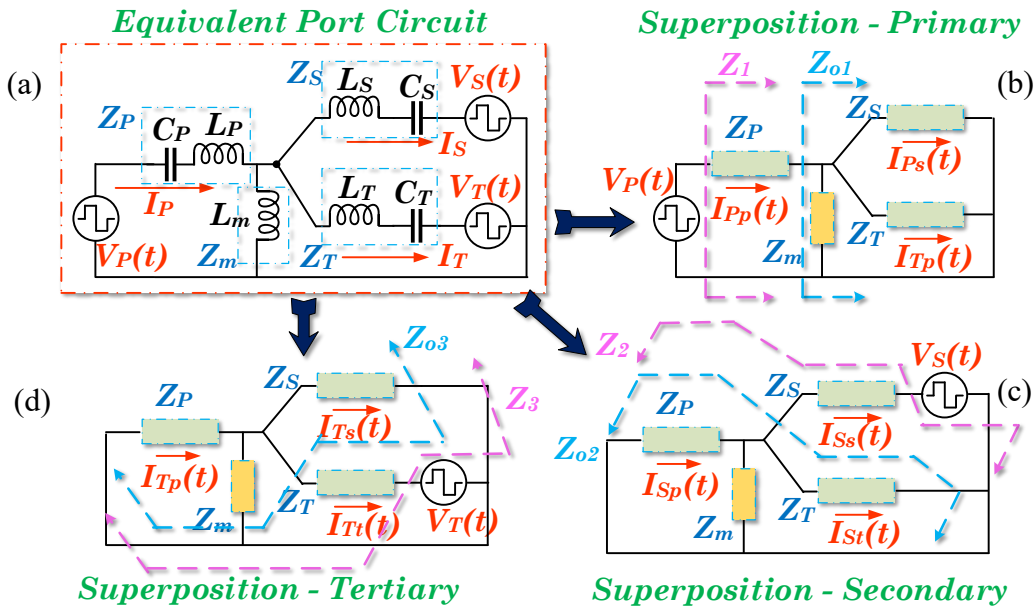 Equivalent Port Circuit
(a)
Z_P
C_P
L_P
I_P
V_P(t)
L_m
Z_m
Z_S
L_S
C_S
V_S(t)
I_S
L_T
C_T
V_T(t)
Z_T
I_T
Superposition - Primary
(b)
Z_1
Z_o1
Z_P
Z_S
V_P(t)
I_Pp(t)
I_Ps(t)
Z_m
Z_T
I_Tp(t)
(d)
Z_P
Z_S
Z_o3
Z_3
I_Tp(t)
I_Ts(t)
Z_m
Z_T
I_Tt(t)
V_T(t)
Superposition - Tertiary
Z_2
V_S(t)
(c)
Z_P
Z_S
Z_o2
I_Sp(t)
I_Ss(t)
Z_m
Z_T
I_St(t)
Superposition - Secondary